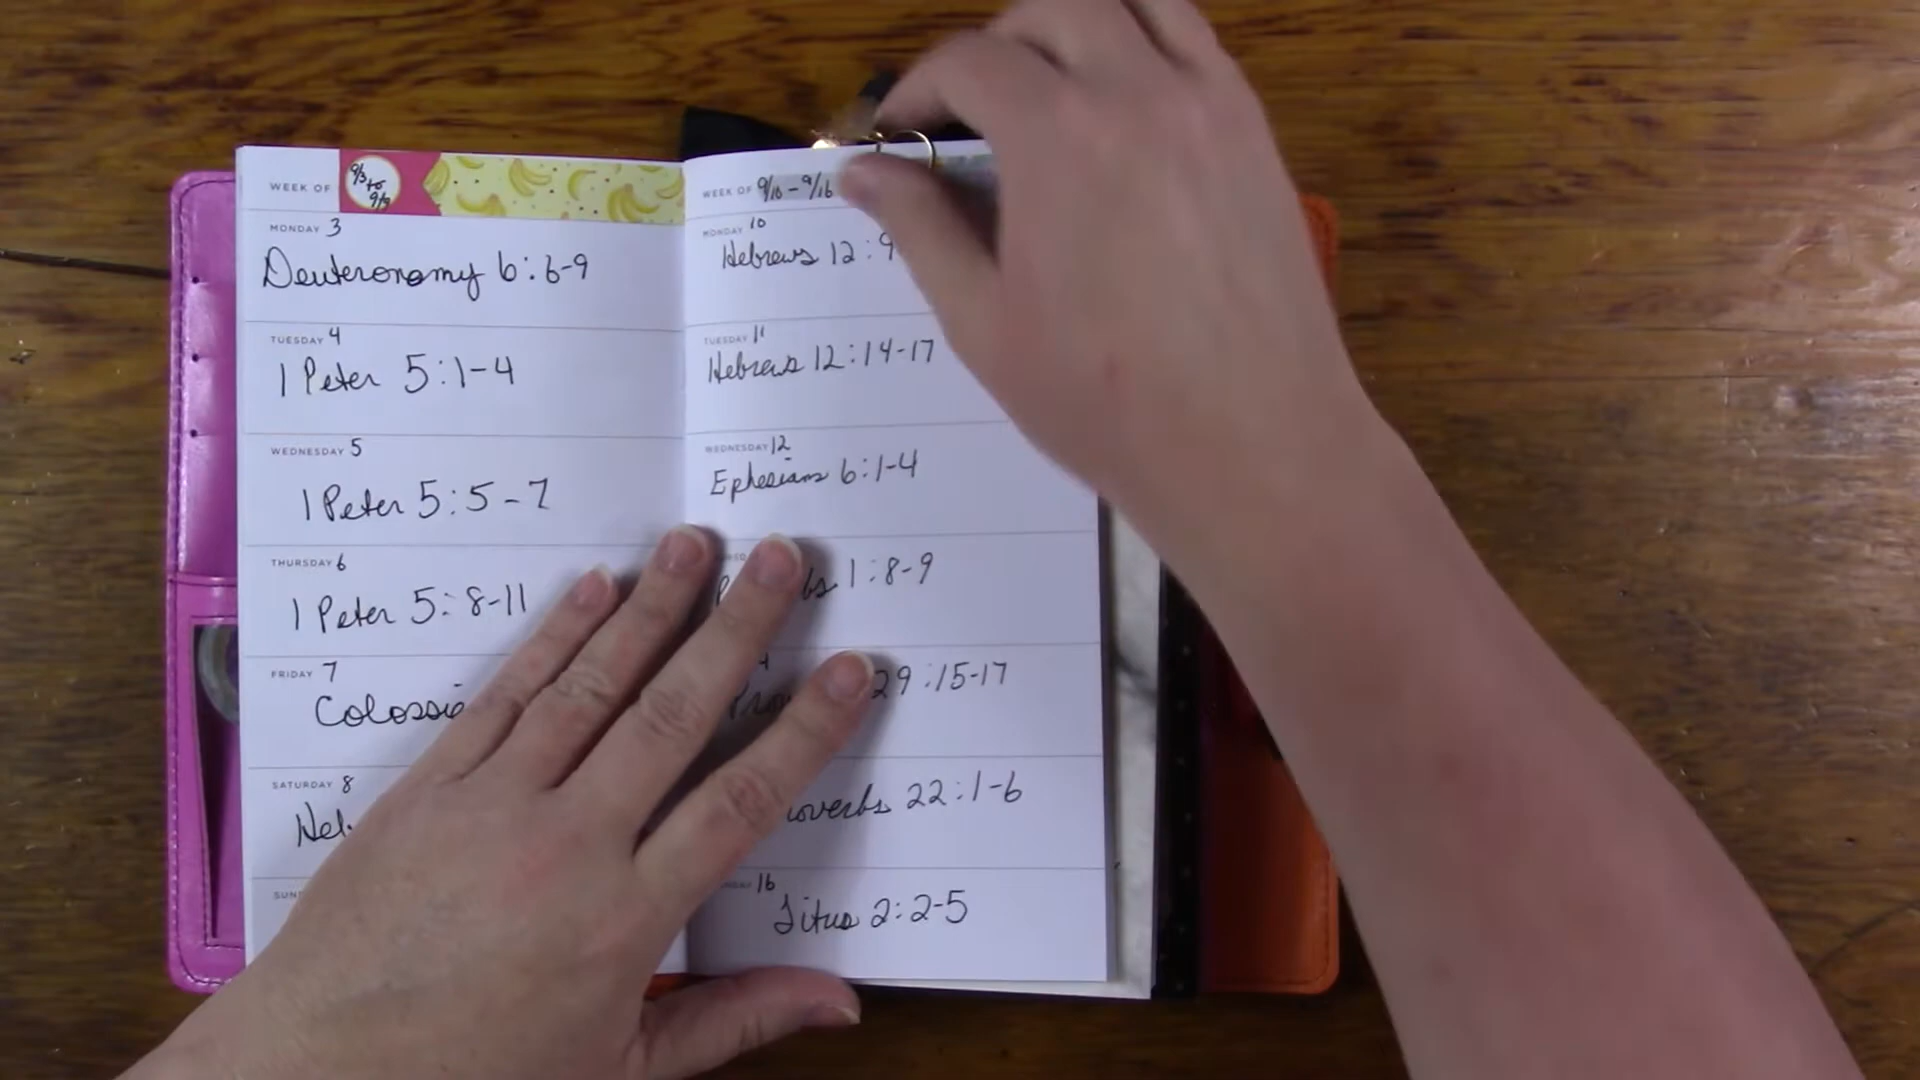 WEEK OF 9/3 to 9/9
MONDAY 3
Deuteronomy 6:6-9
TUESDAY 4
1 Peter 5:1-4
WEDNESDAY 5
1 Peter 5:5-7
THURSDAY 6
1 Peter 5:8-11
FRIDAY 7
SATURDAY 8
WEEK OF 9/10 - 9/16
MONDAY 10
Hebrews 12:9
TUESDAY 11
Hebrews 12:14-17
WEDNESDAY 12
Ephesians 6:1-4
1:8-9
29:15-17
22:1-6
16
Titus 2:2-5